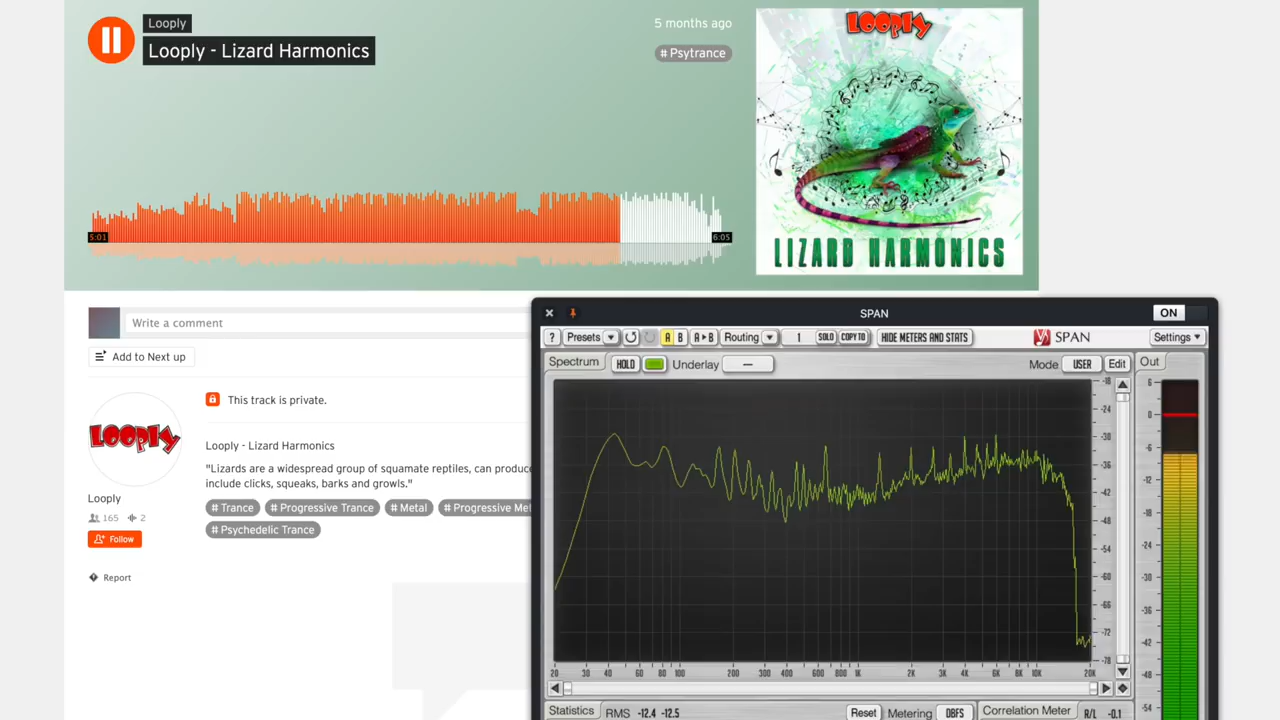 Looply
5 months ago
Looply - Lizard Harmonics
# Psytrance
LOOPLY
LIZARD HARMONICS
5:01
6:05
Write a comment
Add to Next up
This track is private.
LOOPLY
Looply - Lizard Harmonics
"Lizards are a widespread group of squamate reptiles, can produce
include clicks, squeaks, barks and growls."
Looply
165 2
# Trance # Progressive Trance # Metal # Progressive Met
# Psychedelic Trance
Follow
Report
SPAN
ON
? Presets A B A▸B Routing 1 SOLO COPY TO HIDE METERS AND STATS SPAN Settings
Spectrum HOLD Underlay — Mode USER Edit Out
-18
-24
-30
-36
-42
-48
-54
-60
-66
-72
-78
6
0
-6
-12
-18
-24
-30
-36
-42
-48
-54
20 30 40 60 80 100 200 300 400 600 800 1K 2K 3K 4K 6K 8K 10K 20K
Statistics RMS -12.4 -12.5 Reset Metering DBFS Correlation Meter R/L -0.1